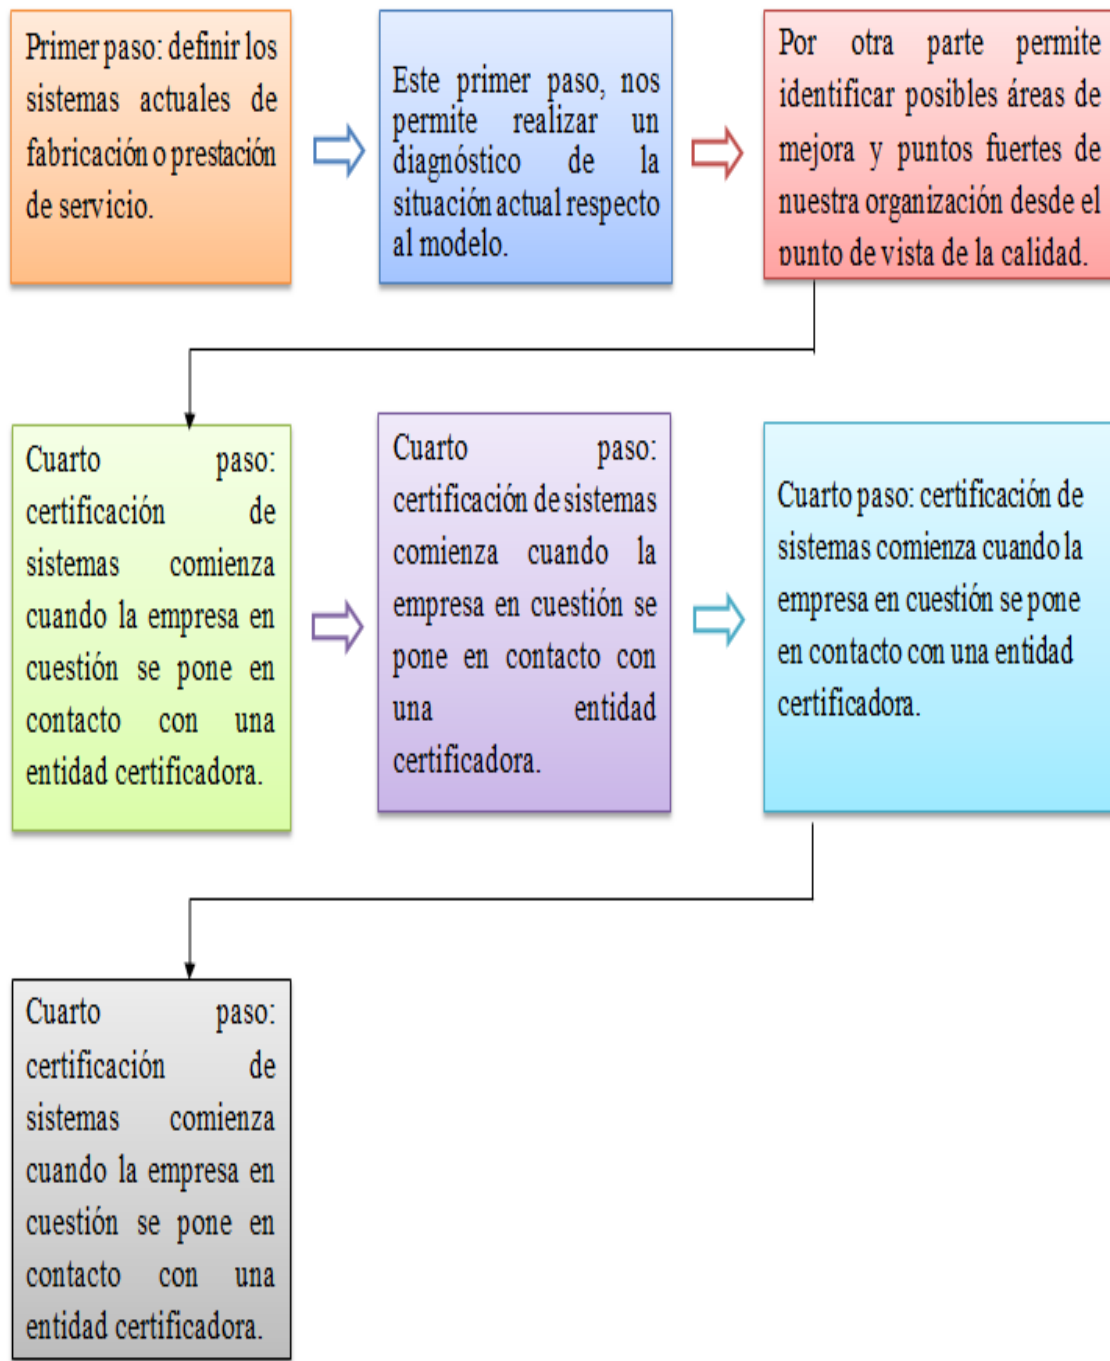 Primer paso: definir los
sistemas actuales de
fabricación o prestación
de servicio.
Este primer paso, nos
permite realizar un
diagnóstico de la
situación actual respecto
al modelo.
Por otra parte permite
identificar posibles áreas de
mejora y puntos fuertes de
nuestra organización desde el
punto de vista de la calidad.
Cuarto paso:
certificación de
sistemas comienza
cuando la empresa en
cuestión se pone en
contacto con una
entidad certificadora.
Cuarto paso:
certificación de sistemas
comienza cuando la
empresa en cuestión se
pone en contacto con
una entidad
certificadora.
Cuarto paso: certificación de
sistemas comienza cuando la
empresa en cuestión se pone
en contacto con una entidad
certificadora.
Cuarto paso:
certificación de
sistemas comienza
cuando la empresa en
cuestión se pone en
contacto con una
entidad certificadora.